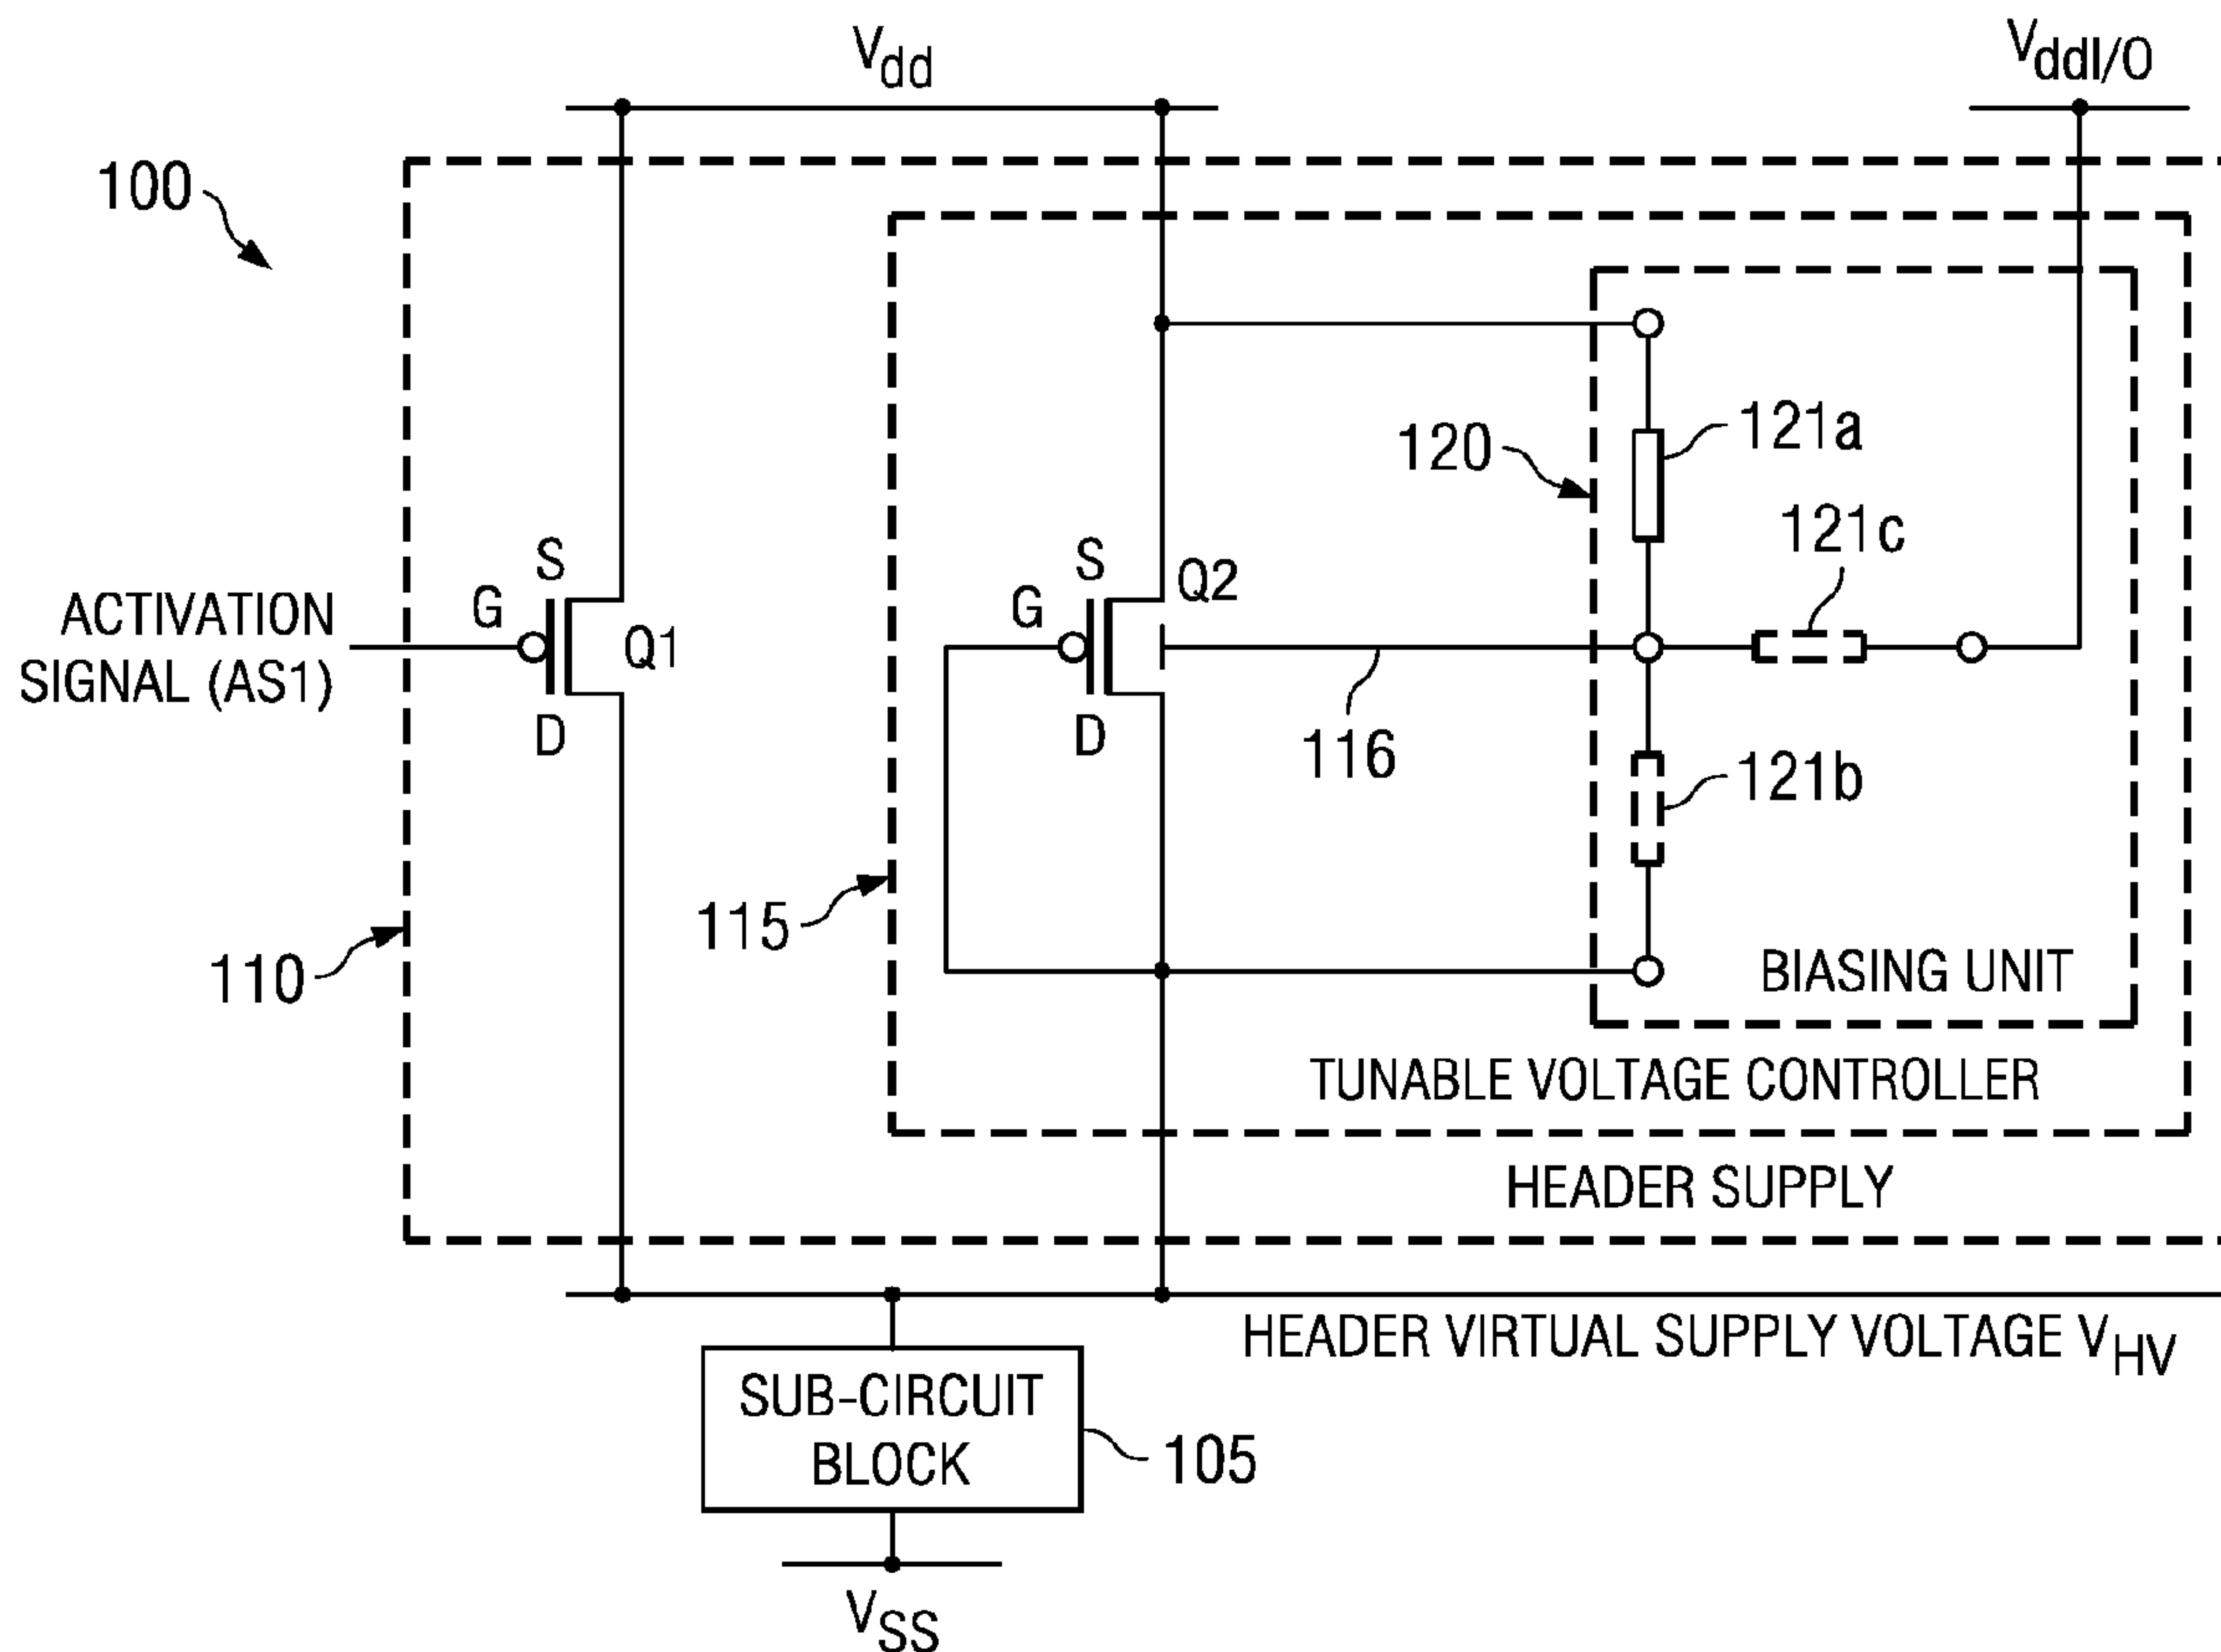 Vdd
VddI/O
100
121a
120
121c
S
Q2
G
S
G
ACTIVATION
SIGNAL (AS1)
Q1
D
D
116
121b
115
110
BIASING UNIT
TUNABLE VOLTAGE CONTROLLER
HEADER SUPPLY
HEADER VIRTUAL SUPPLY VOLTAGE VHV
SUB-CIRCUIT
BLOCK
105
VSS